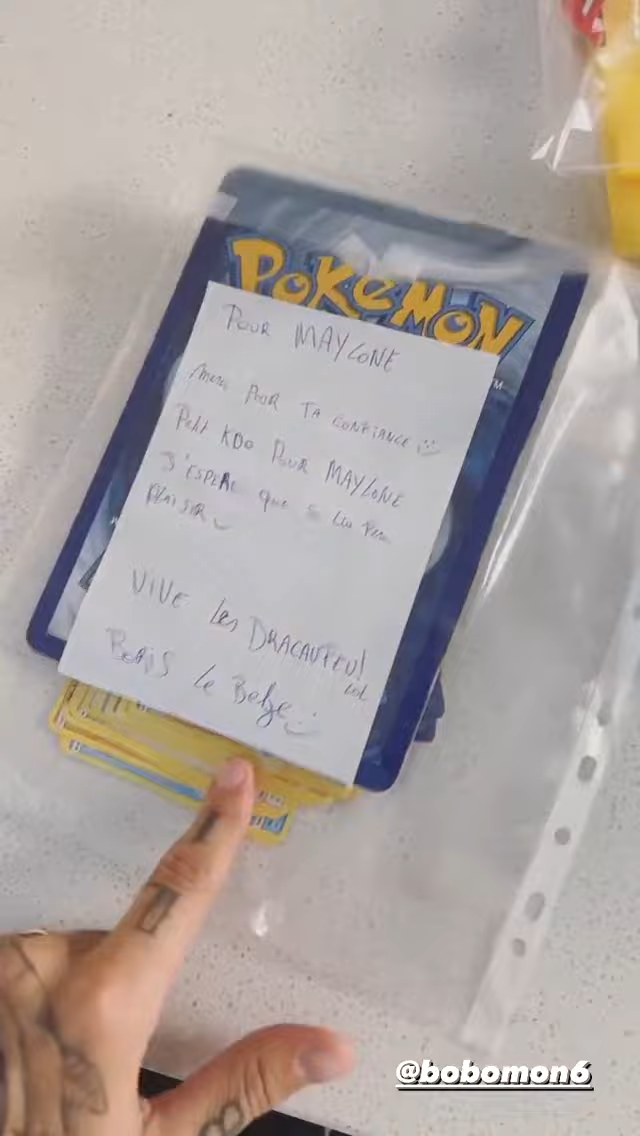 POKéMON
POUR MAYLONE
Merci POUR TA CONFIANCE
Petit KDO POUR MAYLONE
J'ESPERE que ça lui fera
PLAISIR
VIVE les DRACAUFEU!
LOL
BORIS le Belge
@bobomon6